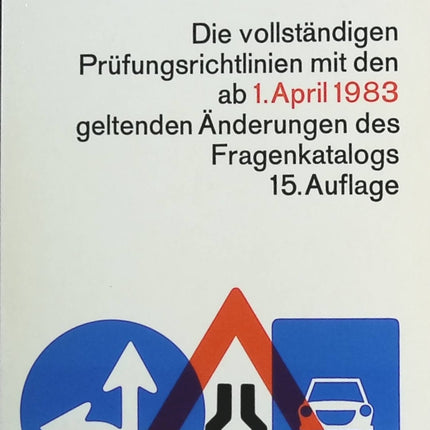 Die vollständigen
Prüfungsrichtlinien mit den
ab 1. April 1983
geltenden Änderungen des
Fragenkatalogs
15. Auflage